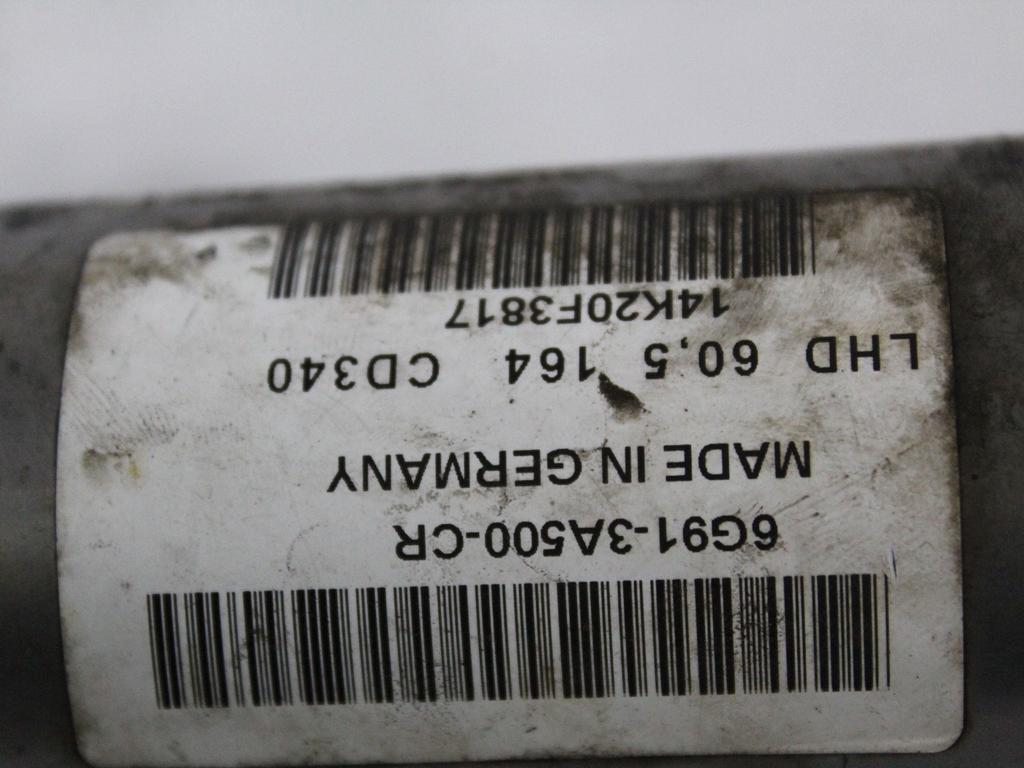 6G91-3A500-CR
MADE IN GERMANY
LHD 60,5 164 CD340
14K20F3817